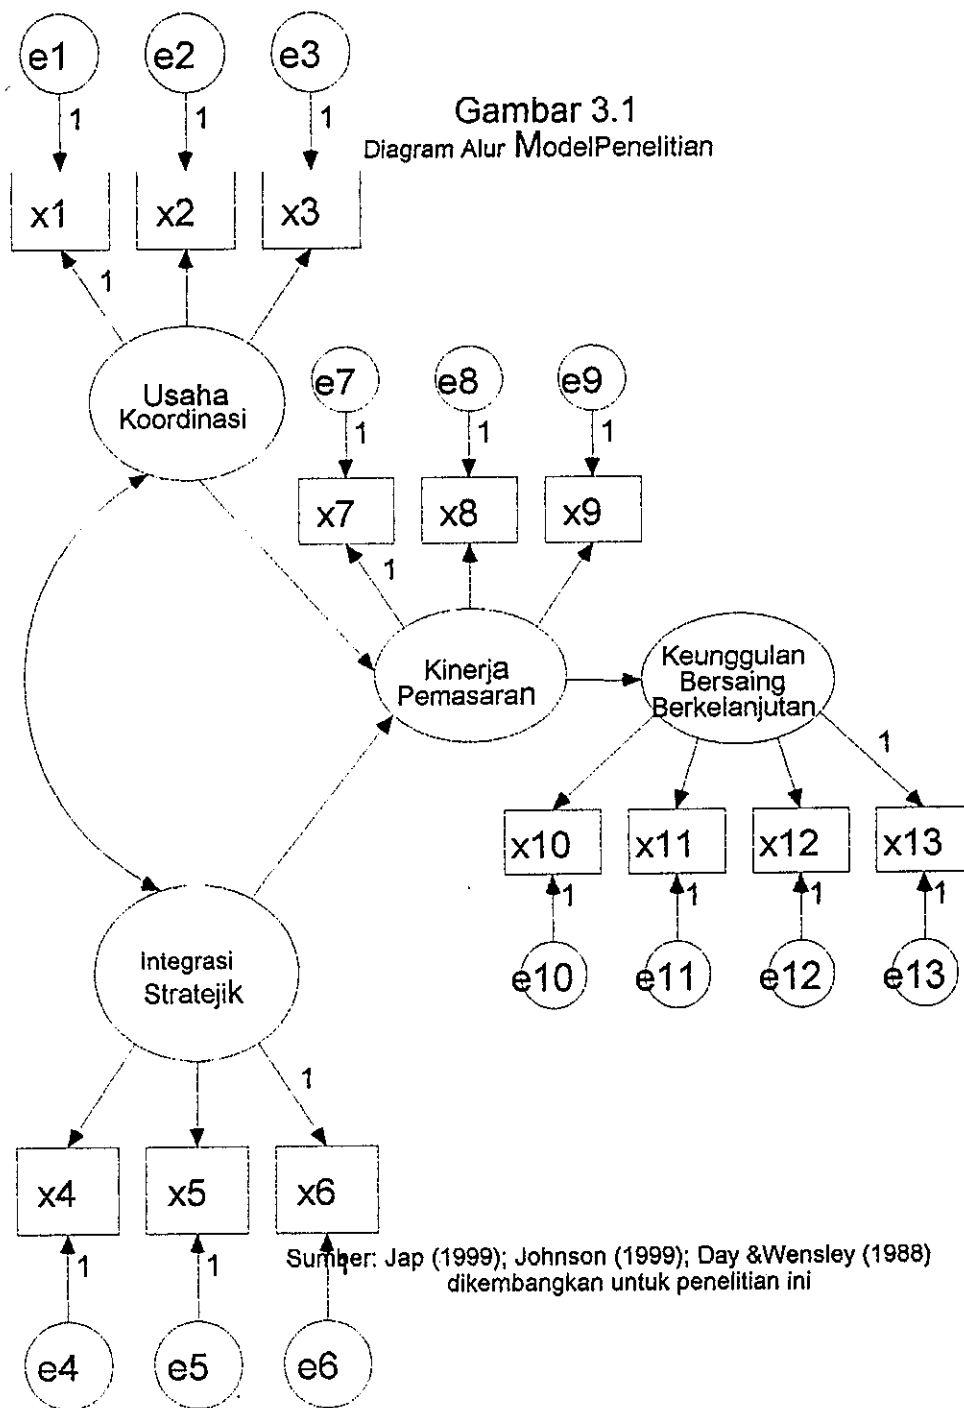 e1 e2 e3
1 1 1
Gambar 3.1
Diagram Alur ModelPenelitian
x1 x2 x3
1
Usaha
Koordinasi
e7 e8 e9
1 1 1
x7 x8 x9
1
Kinerja
Pemasaran
Keunggulan
Bersaing
Berkelanjutan
1
x10 x11 x12 x13
1 1 1 1
e10 e11 e12 e13
Integrasi
Stratejik
1
x4 x5 x6
Sumber: Jap (1999); Johnson (1999); Day &Wensley (1988)
1 1 1
dikembangkan untuk penelitian ini
e4 e5 e6